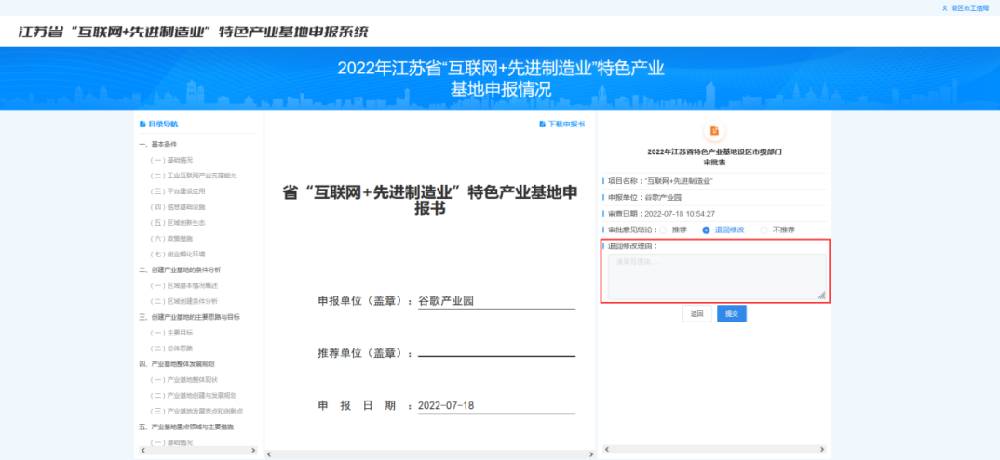 设区市工信局
江苏省“互联网+先进制造业”特色产业基地申报系统
2022年江苏省“互联网+先进制造业”特色产业
基地申报情况
目录导航
一、基本条件
（一）基础情况
（二）工业互联网产业支撑能力
（三）平台建设应用
（四）信息基础设施
（五）区域创新生态
（六）政策措施
（七）创业孵化环境
二、创建产业基地的条件分析
（一）区域基本情况概述
（二）区域创建条件分析
三、创建产业基地的主要思路与目标
（一）主要目标
（二）总体思路
四、产业基地整体发展规划
（一）产业基地整体现状
（二）产业基地创建与发展规划
（三）产业基地发展亮点和创新点
五、产业基地重点领域与主要措施
（一）基础情况
下载申报书
省“互联网+先进制造业”特色产业基地申
报书
申报单位（盖章）：谷歌产业园
推荐单位（盖章）：
申 报 日 期 ：2022-07-18
2022年江苏省特色产业基地设区市级部门
审批表
项目名称：“互联网+先进制造业”
申报单位：谷歌产业园
审查日期：2022-07-18 10:54:27
审批意见结论： 推荐 退回修改 不推荐
退回修改理由：
请填写理由...
返回 提交